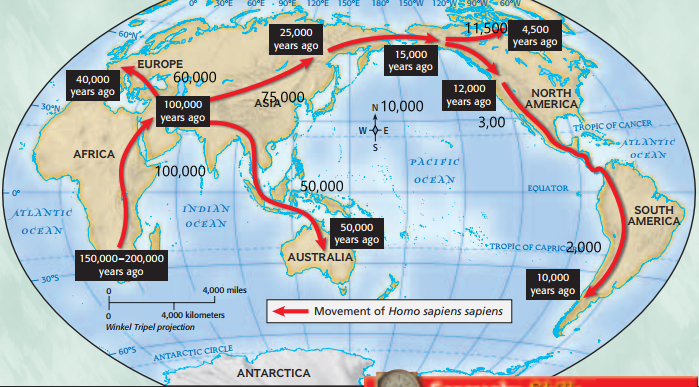 0° 30°E 60°E 90°E 120°E 150°E 180° 150°W 120°W 90°W 60°W
60°N
25,000
years ago
11,500
4,500
years ago
15,000
years ago
EUROPE
60,000
40,000
years ago
75,000
ASIA
100,000
years ago
12,000
years ago
NORTH
AMERICA
30°N
N
W E
S
10,000
3,00
TROPIC OF CANCER
ATLANTIC
OCEAN
AFRICA
100,000
PACIFIC
OCEAN
50,000
EQUATOR
0°
ATLANTIC
OCEAN
INDIAN
OCEAN
SOUTH
AMERICA
50,000
years ago
AUSTRALIA
TROPIC OF CAPRIC
2,000
150,000–200,000
years ago
10,000
years ago
30°S
0 4,000 miles
0 4,000 kilometers
Winkel Tripel projection
Movement of Homo sapiens sapiens
60°S
ANTARCTIC CIRCLE
ANTARCTICA